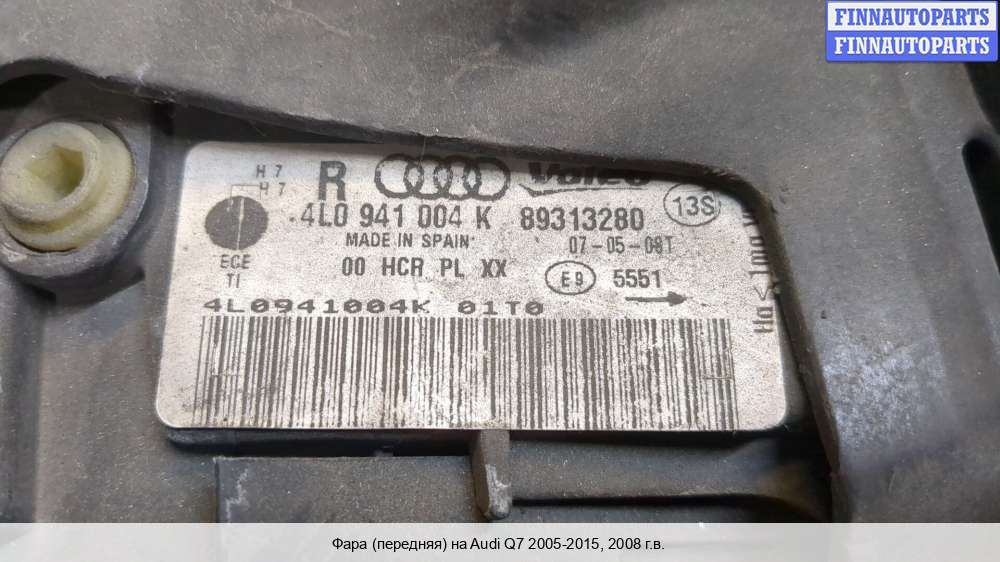 FINNAUTOPARTS
FINNAUTOPARTS
H7
H7
R
Valeo
13S
4L0 941 004 K
89313280
MADE IN SPAIN
07-05-08T
00 HCR PL XX
ECE
TI
E9
5551
4L0941004K 01T0
Фара (передняя) на Audi Q7 2005-2015, 2008 г.в.